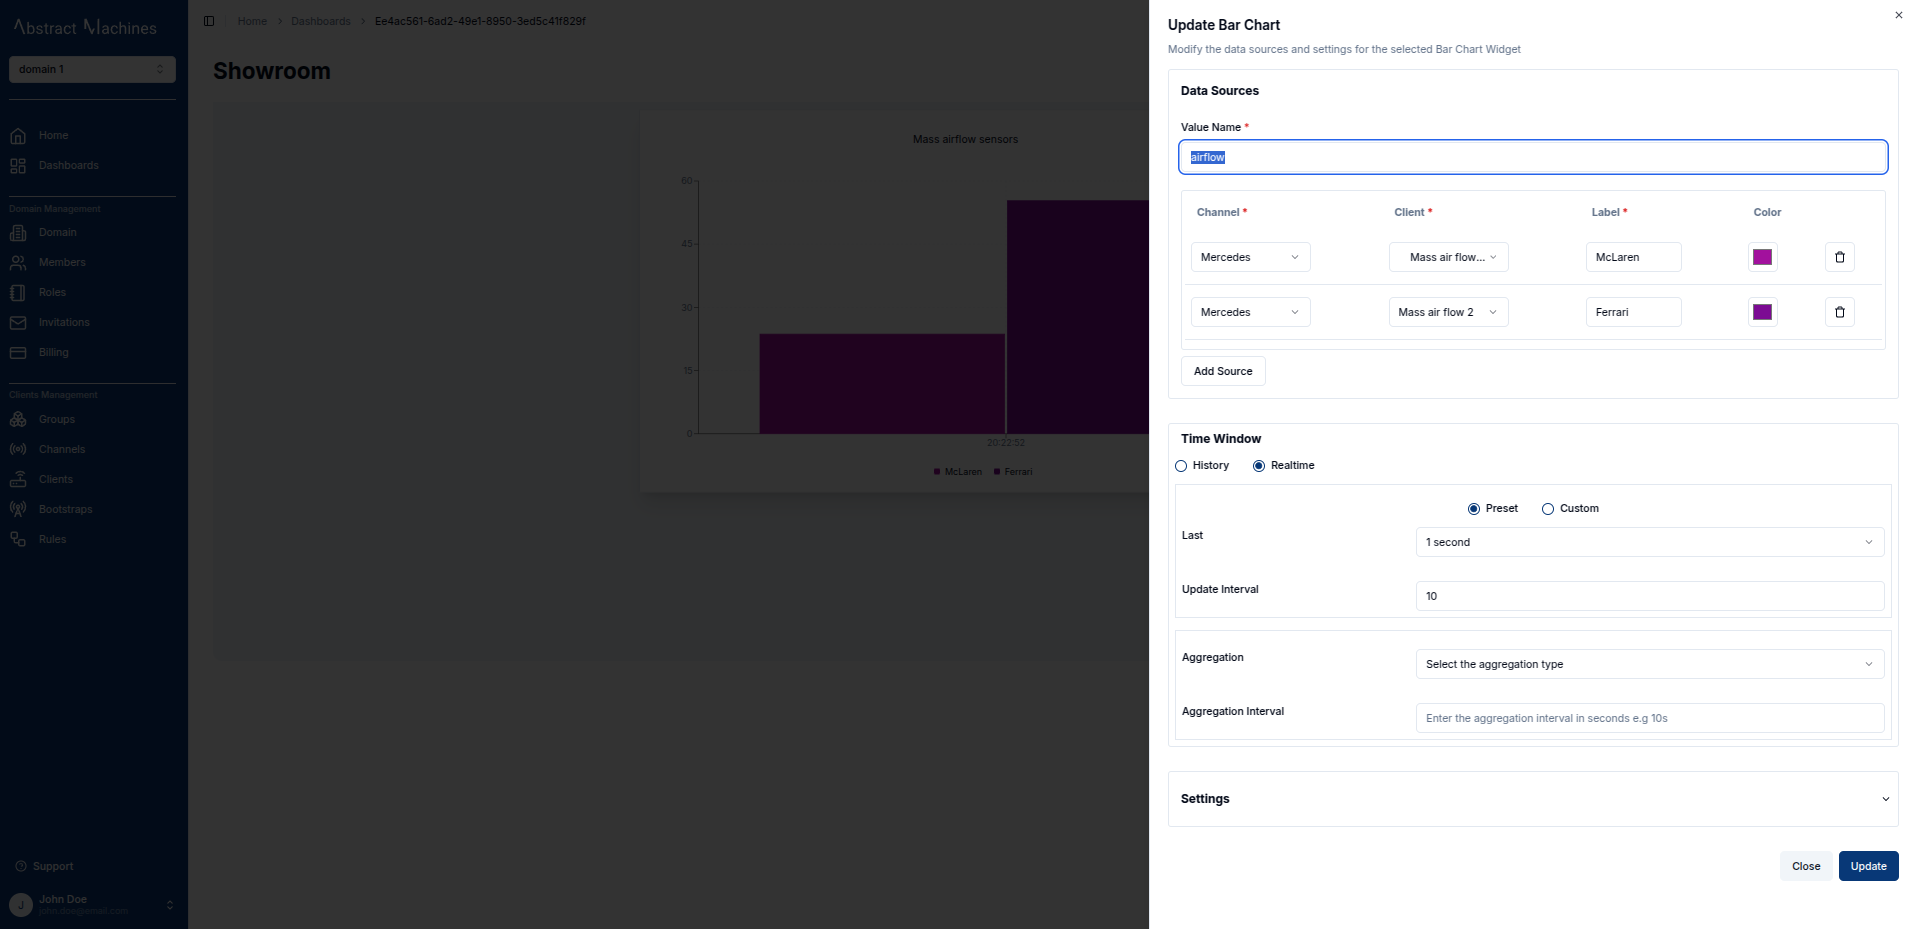 Abstract Machines
domain 1
Home
Dashboards
Domain Management
Domain
Members
Roles
Invitations
Billing
Clients Management
Groups
Channels
Clients
Bootstraps
Rules
Support
J
John Doe
john.doe@email.com
Home > Dashboards > Ee4ac561-6ad2-49e1-8950-3ed5c41f829f
Showroom
Mass airflow sensors
60
45
30
15
0
20:22:52
McLaren Ferrari
Update Bar Chart
Modify the data sources and settings for the selected Bar Chart Widget
Data Sources
Value Name *
airflow
Channel * Client * Label * Color
Mercedes Mass air flow... McLaren
Mercedes Mass air flow 2 Ferrari
Add Source
Time Window
History Realtime
Preset Custom
Last 1 second
Update Interval 10
Aggregation Select the aggregation type
Aggregation Interval Enter the aggregation interval in seconds e.g 10s
Settings
Close Update